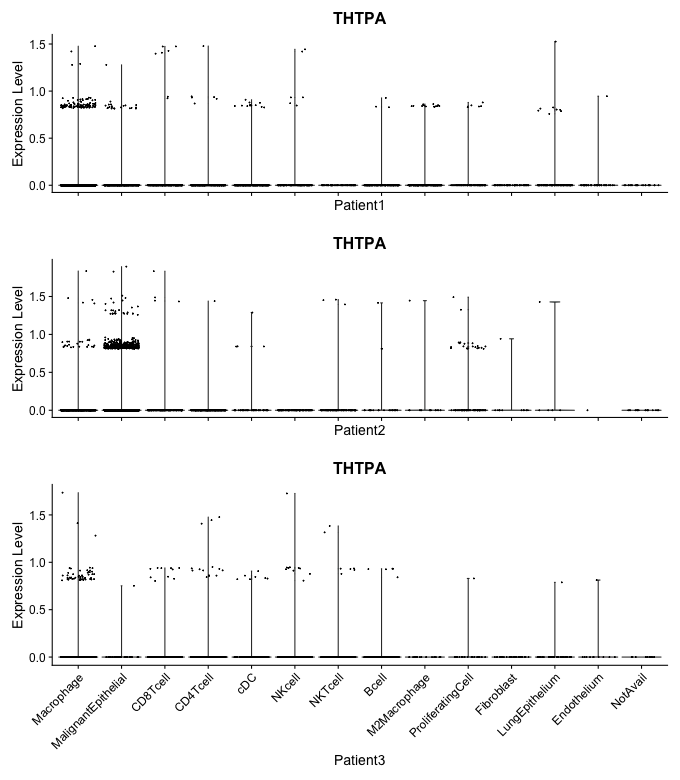 THTPA
Expression Level
1.5
1.0
0.5
0.0
Patient1
THTPA
Expression Level
1.5
1.0
0.5
0.0
Patient2
THTPA
Expression Level
1.5
1.0
0.5
0.0
Macrophage
MalignantEpithelial
CD8Tcell
CD4Tcell
cDC
NKcell
NKTcell
Bcell
M2Macrophage
ProliferatingCell
Fibroblast
LungEpithelium
Endothelium
NotAvail
Patient3